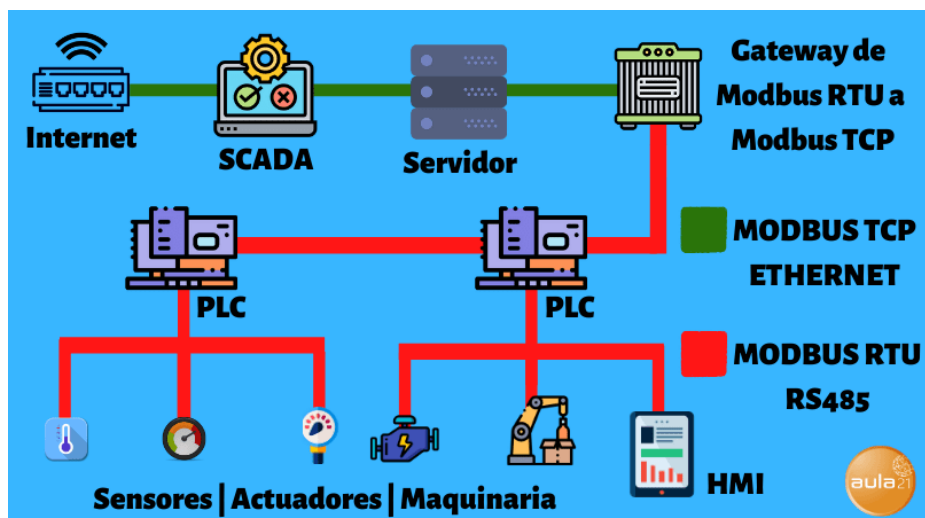 Internet
SCADA
Servidor
Gateway de
Modbus RTU a
Modbus TCP
PLC
PLC
MODBUS TCP
ETHERNET
MODBUS RTU
RS485
Sensores | Actuadores | Maquinaria
HMI
aula21